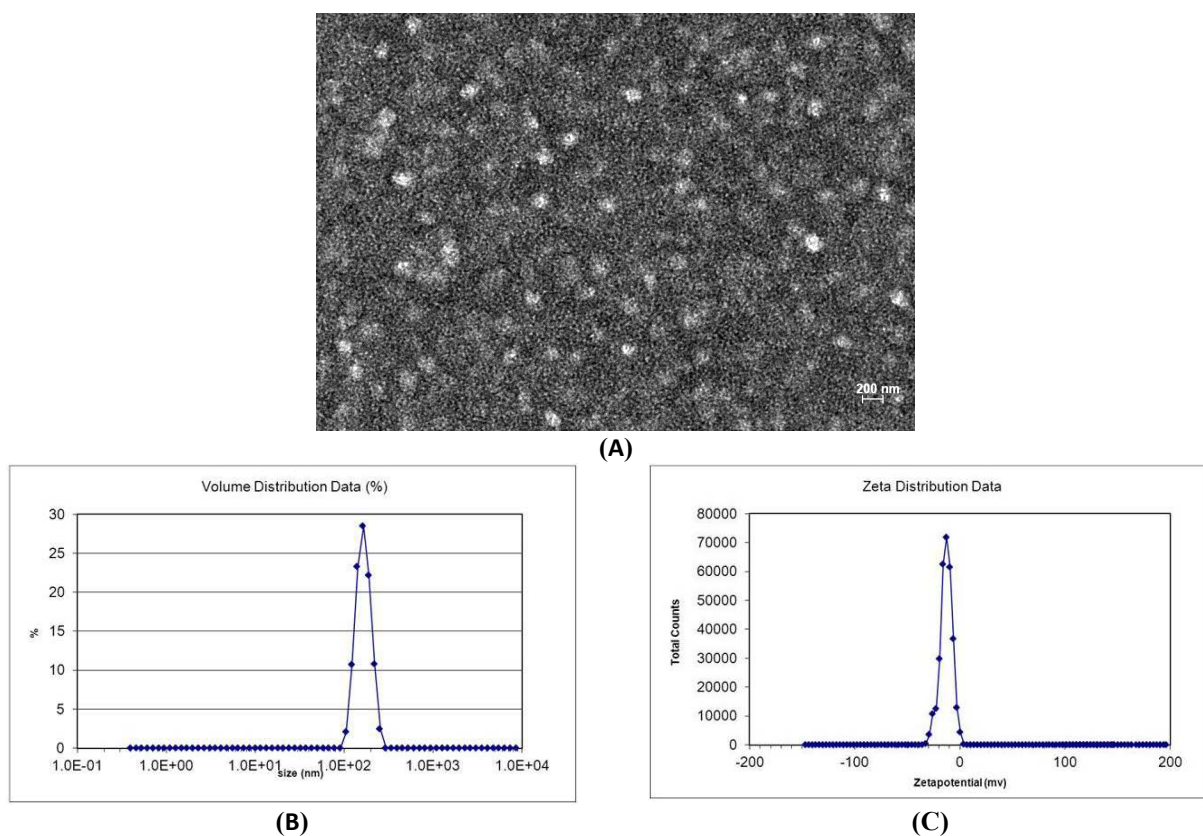 200 nm
(A)
Volume Distribution Data (%)
30
25
20
15
10
5
0
%
1.0E-01 1.0E+00 1.0E+01 1.0E+02 1.0E+03 1.0E+04
size (nm)
(B)
Zeta Distribution Data
80000
70000
60000
50000
40000
30000
20000
10000
0
Total Counts
-200 -100 0 100 200
Zetapotential (mv)
(C)